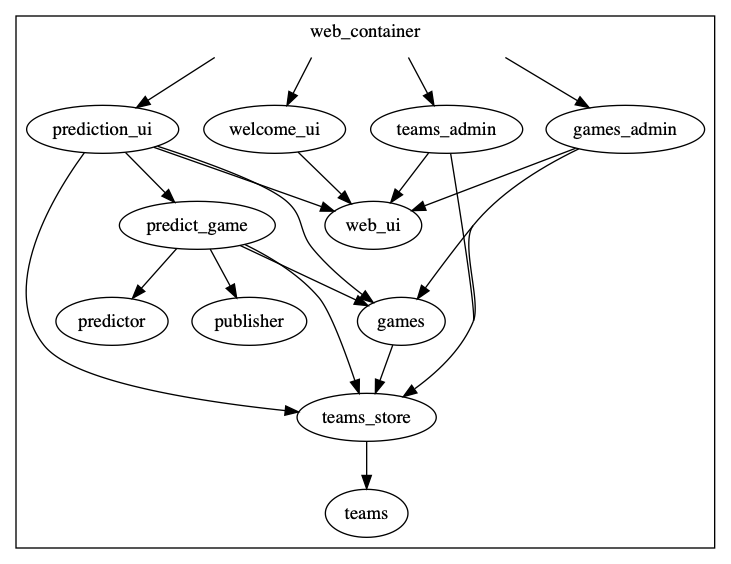 web_container
prediction_ui
welcome_ui
teams_admin
games_admin
predict_game
web_ui
predictor
publisher
games
teams_store
teams